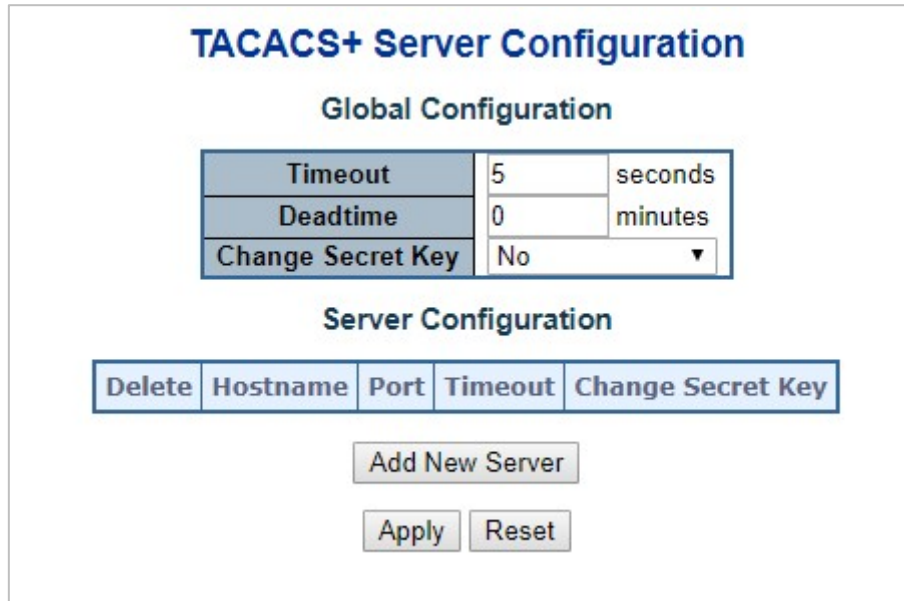 TACACS+ Server Configuration
Global Configuration
Timeout 5 seconds
Deadtime 0 minutes
Change Secret Key No
Server Configuration
Delete Hostname Port Timeout Change Secret Key
Add New Server
Apply Reset